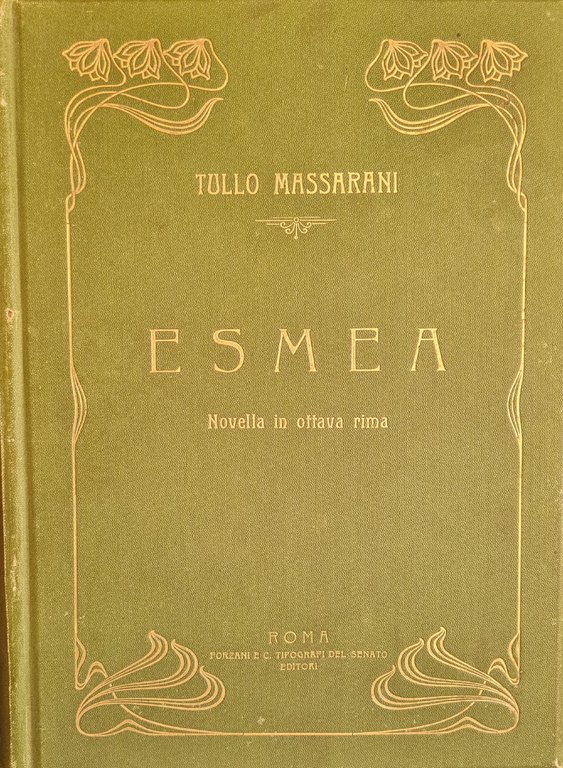 TULLO MASSARANI
ESMEA
Novella in ottava rima
ROMA
FORZANI E C. TIPOGRAFI DEL SENATO
EDITORI